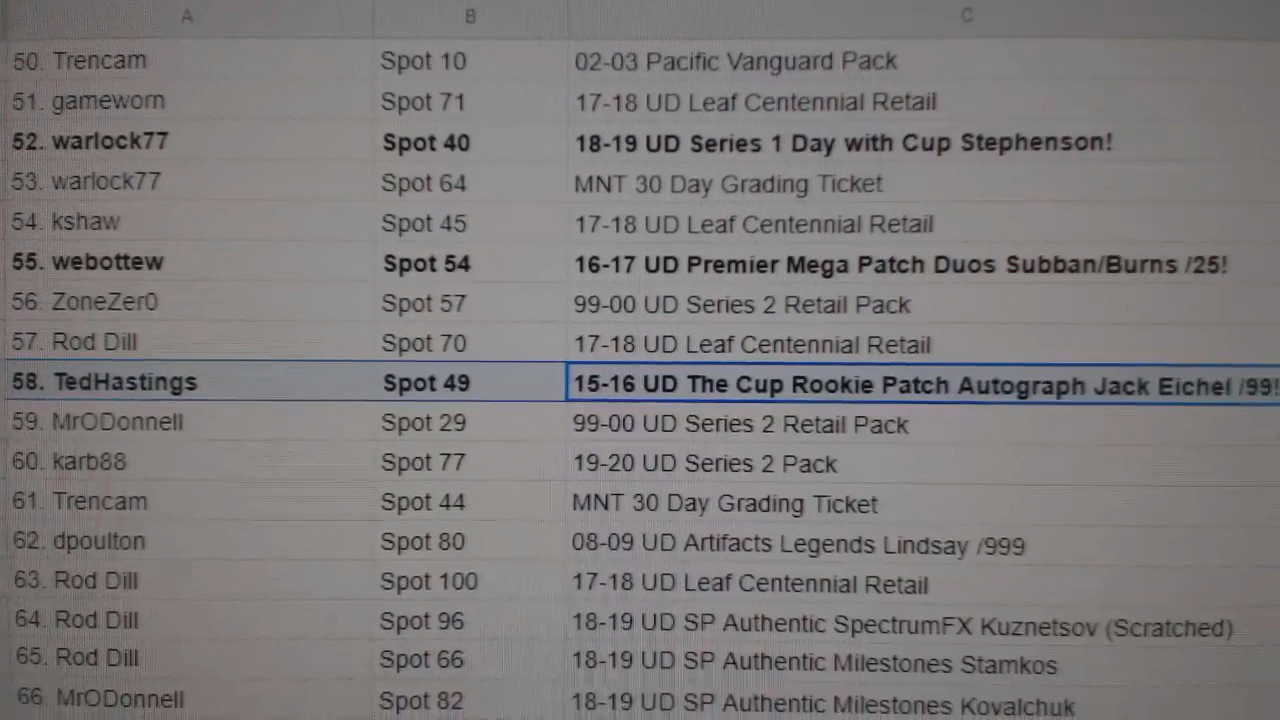 A B C
50. Trencam Spot 10 02-03 Pacific Vanguard Pack
51. gameworn Spot 71 17-18 UD Leaf Centennial Retail
52. warlock77 Spot 40 18-19 UD Series 1 Day with Cup Stephenson!
53. warlock77 Spot 64 MNT 30 Day Grading Ticket
54. kshaw Spot 45 17-18 UD Leaf Centennial Retail
55. webottew Spot 54 16-17 UD Premier Mega Patch Duos Subban/Burns /25!
56. ZoneZer0 Spot 57 99-00 UD Series 2 Retail Pack
57. Rod Dill Spot 70 17-18 UD Leaf Centennial Retail
58. TedHastings Spot 49 15-16 UD The Cup Rookie Patch Autograph Jack Eichel /99!
59. MrODonnell Spot 29 99-00 UD Series 2 Retail Pack
60. karb88 Spot 77 19-20 UD Series 2 Pack
61. Trencam Spot 44 MNT 30 Day Grading Ticket
62. dpoulton Spot 80 08-09 UD Artifacts Legends Lindsay /999
63. Rod Dill Spot 100 17-18 UD Leaf Centennial Retail
64. Rod Dill Spot 96 18-19 UD SP Authentic SpectrumFX Kuznetsov (Scratched)
65. Rod Dill Spot 66 18-19 UD SP Authentic Milestones Stamkos
66. MrODonnell Spot 82 18-19 UD SP Authentic Milestones Kovalchuk